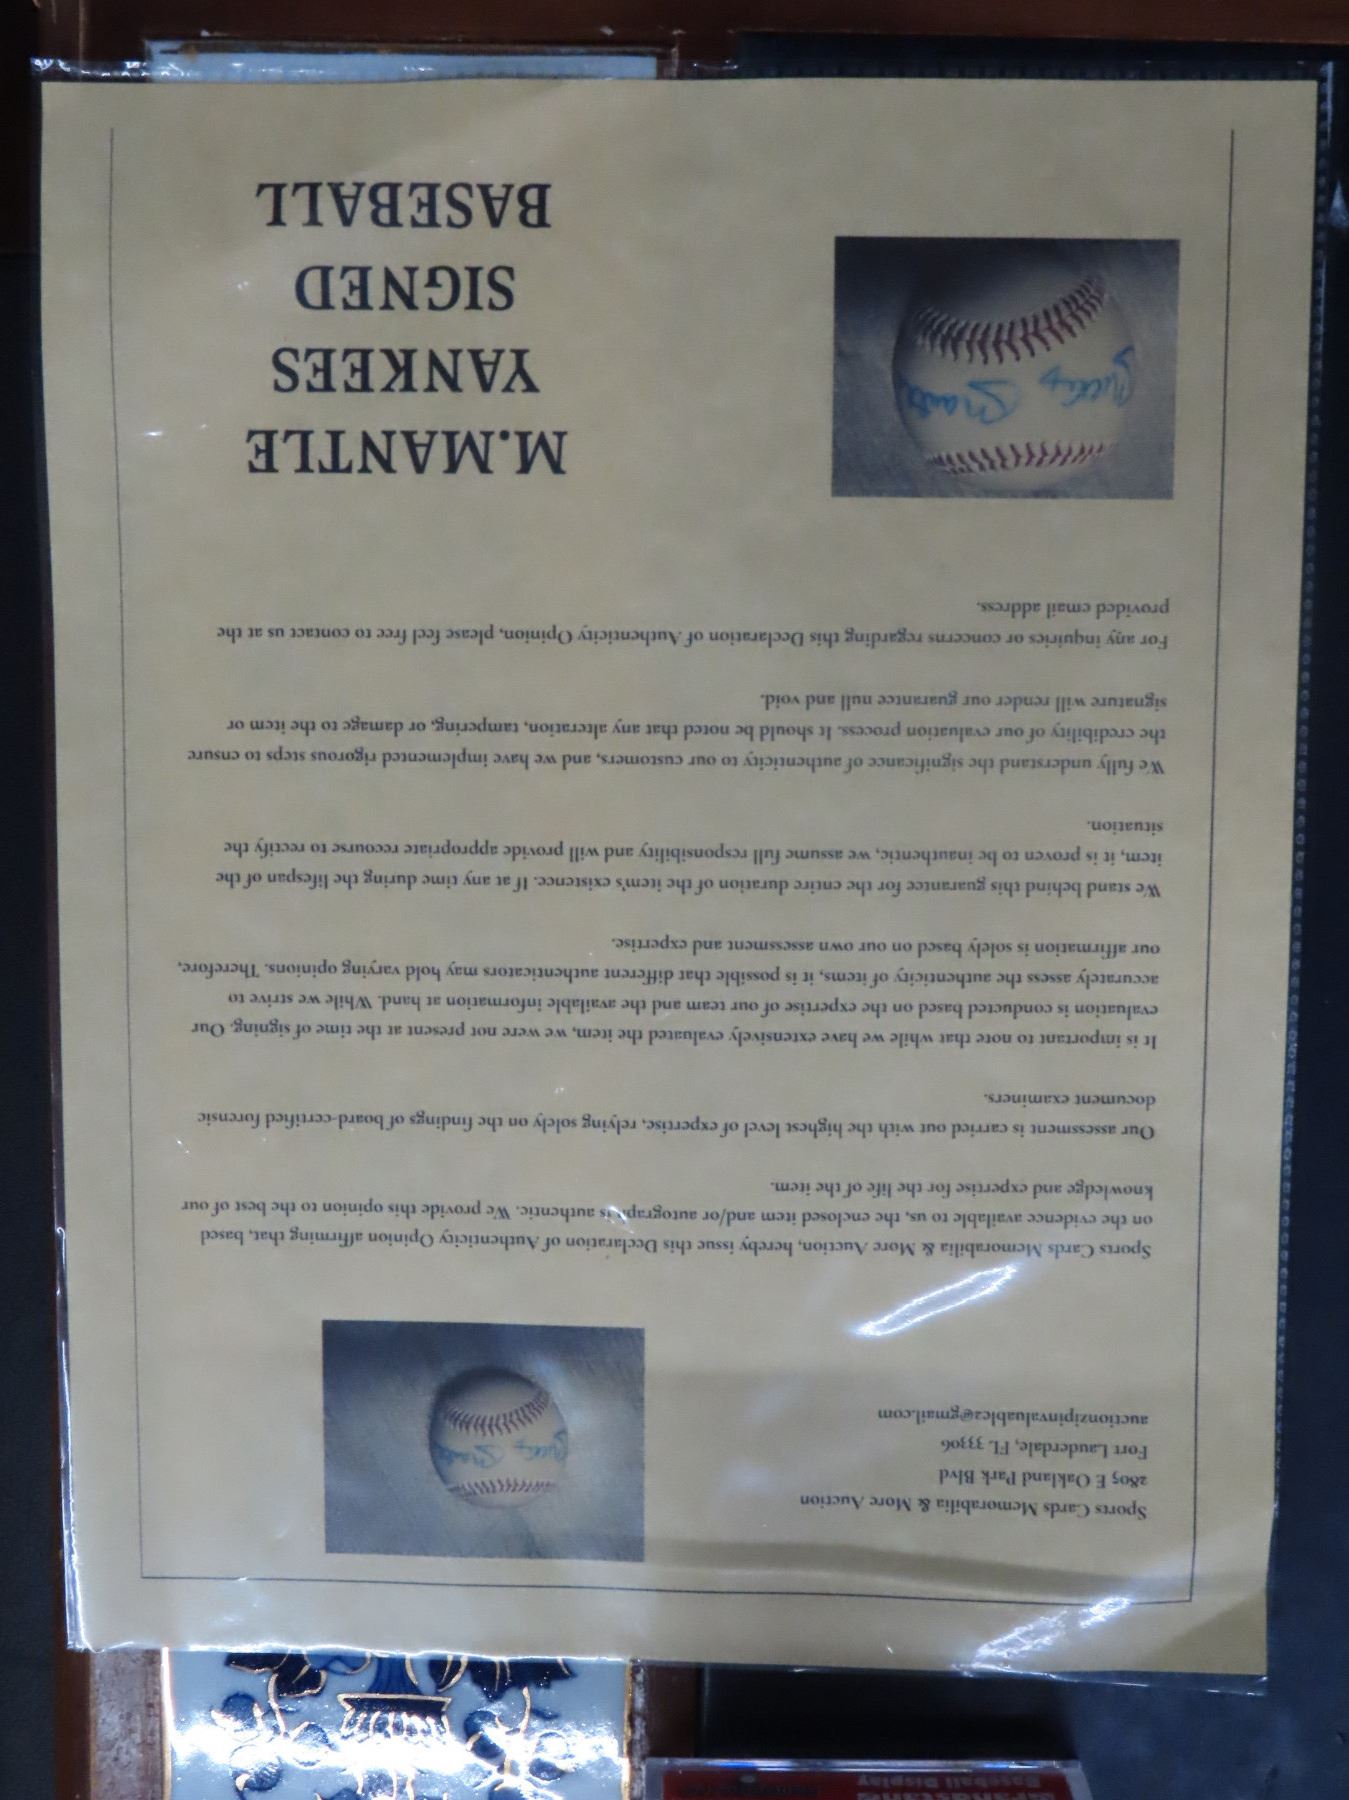 Sports Cards Memorabilia & More Auction
2805 E Oakland Park Blvd
Fort Lauderdale, FL 33306
auctionzipinvaluable2@gmail.com
Sports Cards Memorabilia & More Auction, hereby issue this Declaration of Authenticity Opinion affirming that, based
on the evidence available to us, the enclosed item and/or autograph is authentic. We provide this opinion to the best of our
knowledge and expertise for the life of the item.
Our assessment is carried out with the highest level of expertise, relying solely on the findings of board-certified forensic
document examiners.
It is important to note that while we have extensively evaluated the item, we were not present at the time of signing. Our
evaluation is conducted based on the expertise of our team and the available information at hand. While we strive to
accurately assess the authenticity of items, it is possible that different authenticators may hold varying opinions. Therefore,
our affirmation is solely based on our own assessment and expertise.
We stand behind this guarantee for the entire duration of the item's existence. If at any time during the lifespan of the
item, it is proven to be inauthentic, we assume full responsibility and will provide appropriate recourse to rectify the
situation.
We fully understand the significance of authenticity to our customers, and we have implemented rigorous steps to ensure
the credibility of our evaluation process. It should be noted that any alteration, tampering, or damage to the item or
signature will render our guarantee null and void.
For any inquiries or concerns regarding this Declaration of Authenticity Opinion, please feel free to contact us at the
provided email address.
Mickey Mantle
M.MANTLE
YANKEES
SIGNED
BASEBALL
Baseball Display